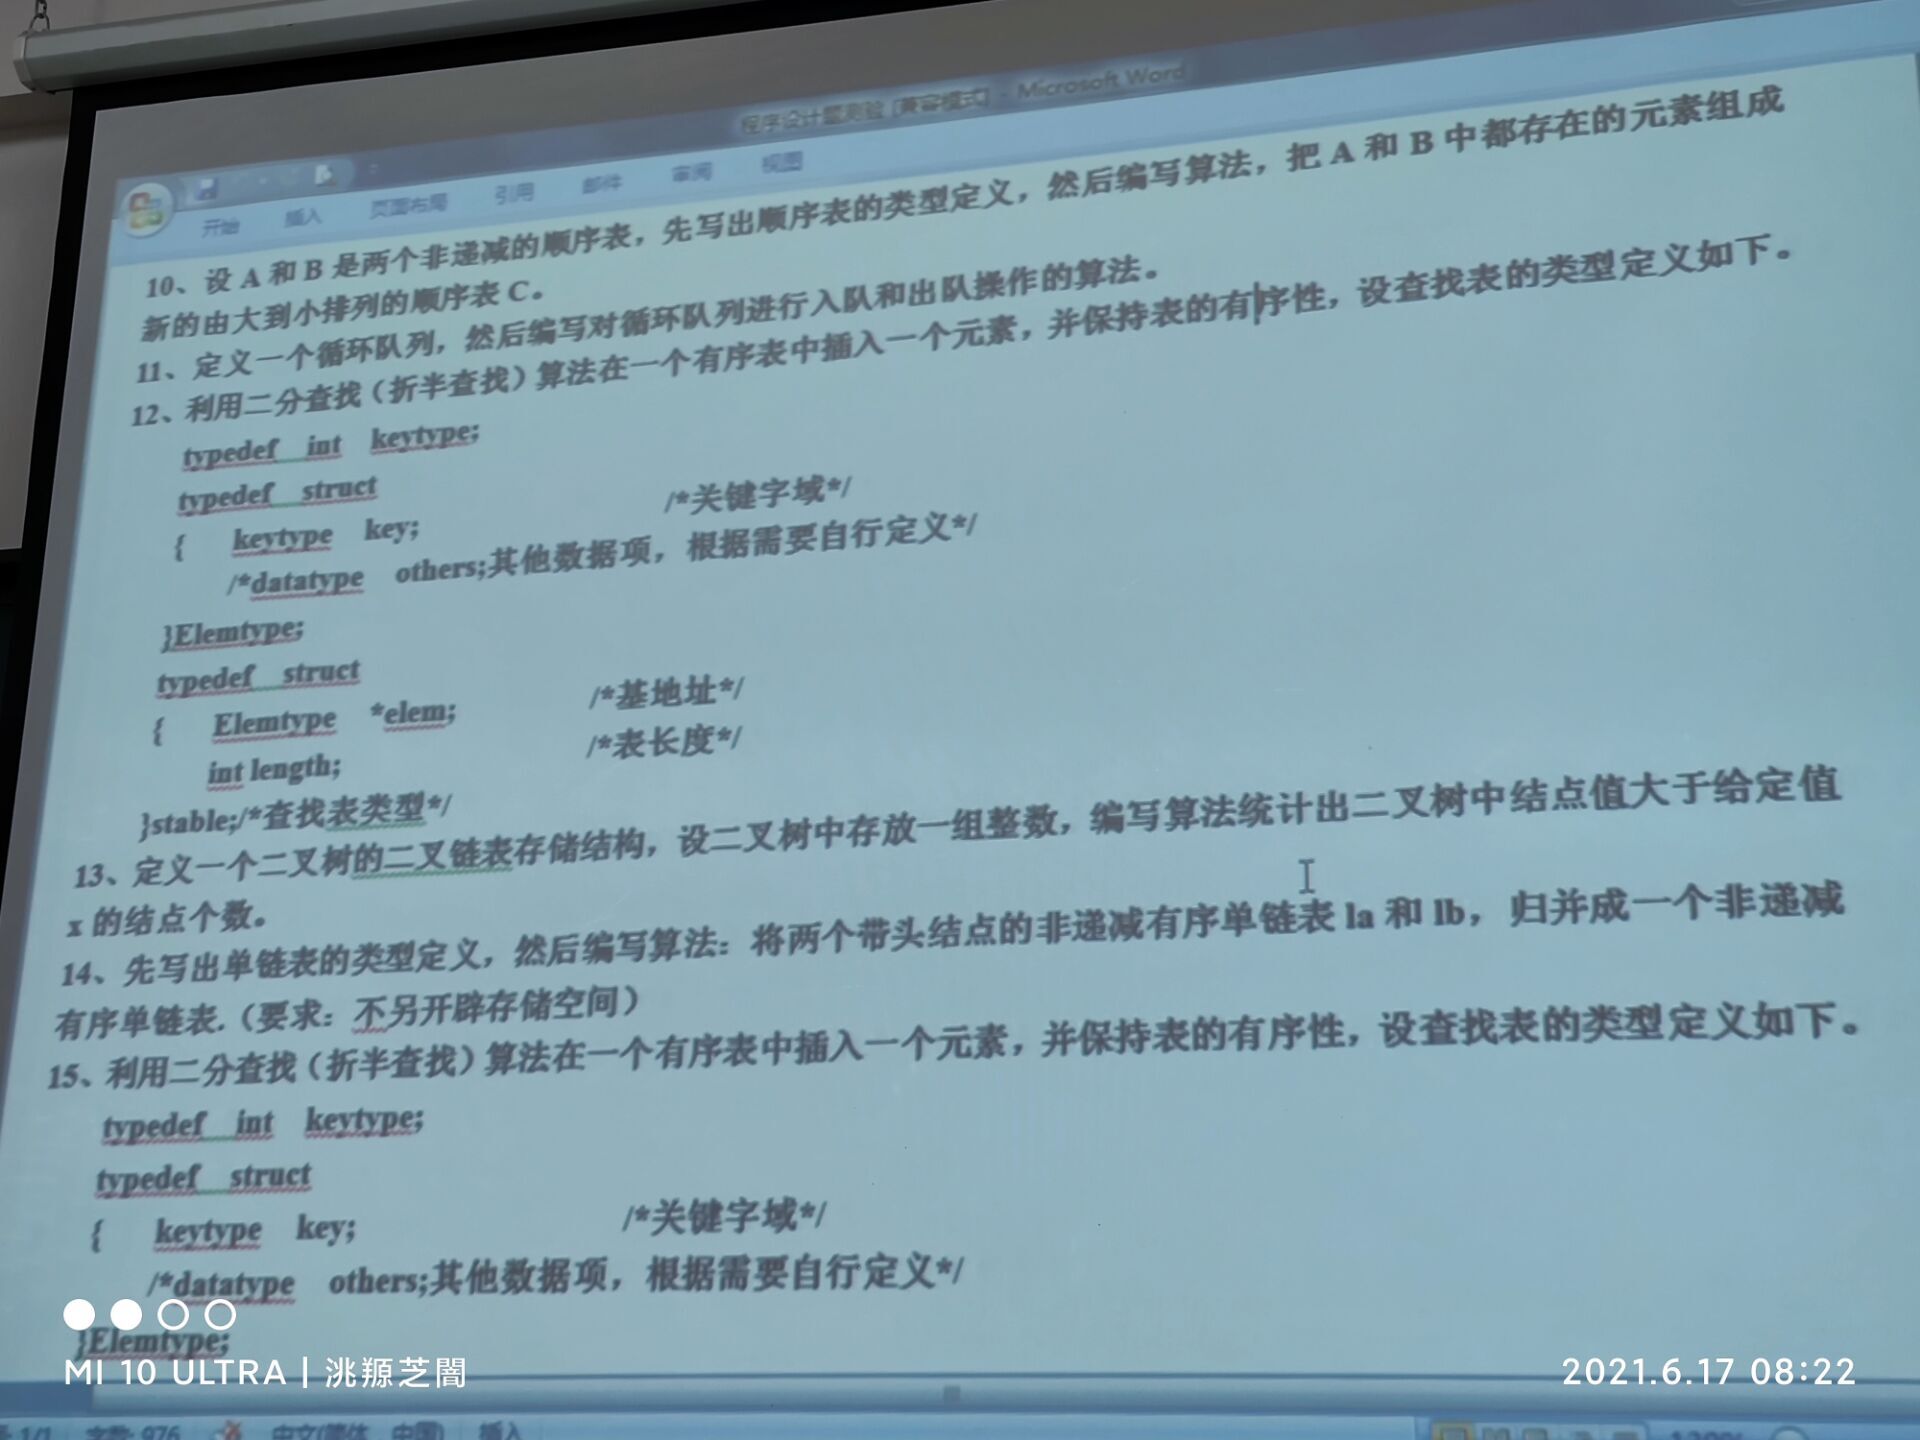 程序设计题测验 [兼容模式] - Microsoft Word
开始 插入 页面布局 引用 邮件 审阅 视图
10、设 A 和 B 是两个非递减的顺序表，先写出顺序表的类型定义，然后编写算法，把 A 和 B 中都存在的元素组成
新的由大到小排列的顺序表 C。
11、定义一个循环队列，然后编写对循环队列进行入队和出队操作的算法。
12、利用二分查找（折半查找）算法在一个有序表中插入一个元素，并保持表的有序性，设查找表的类型定义如下。
typedef int keytype;
typedef struct
{ keytype key; /*关键字域*/
/*datatype others;其他数据项，根据需要自行定义*/
}Elemtype;
typedef struct
{ Elemtype *elem; /*基地址*/
int length; /*表长度*/
}stable;/*查找表类型*/
13、定义一个二叉树的二叉链表存储结构，设二叉树中存放一组整数，编写算法统计出二叉树中结点值大于给定值
x 的结点个数。
14、先写出单链表的类型定义，然后编写算法：将两个带头结点的非递减有序单链表 la 和 lb，归并成一个非递减
有序单链表.（要求：不另开辟存储空间）
15、利用二分查找（折半查找）算法在一个有序表中插入一个元素，并保持表的有序性，设查找表的类型定义如下。
typedef int keytype;
typedef struct
{ keytype key; /*关键字域*/
/*datatype others;其他数据项，根据需要自行定义*/
}Elemtype;
MI 10 ULTRA | 洮羱芝闇
2021.6.17 08:22
1/1 字数: 976 中文(简体，中国) 插入